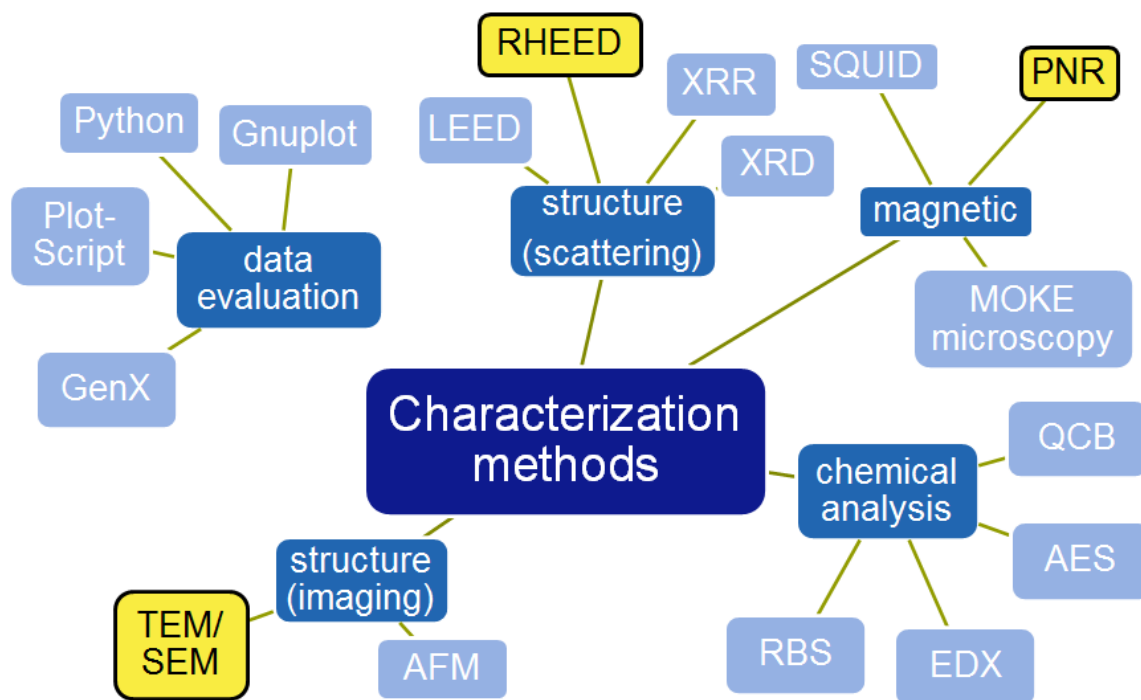 RHEED
SQUID
PNR
XRR
Python
Gnuplot
LEED
XRD
Plot-
Script
structure
(scattering)
magnetic
data
evaluation
MOKE
microscopy
GenX
Characterization
methods
QCB
chemical
analysis
AES
structure
(imaging)
TEM/
SEM
AFM
RBS
EDX